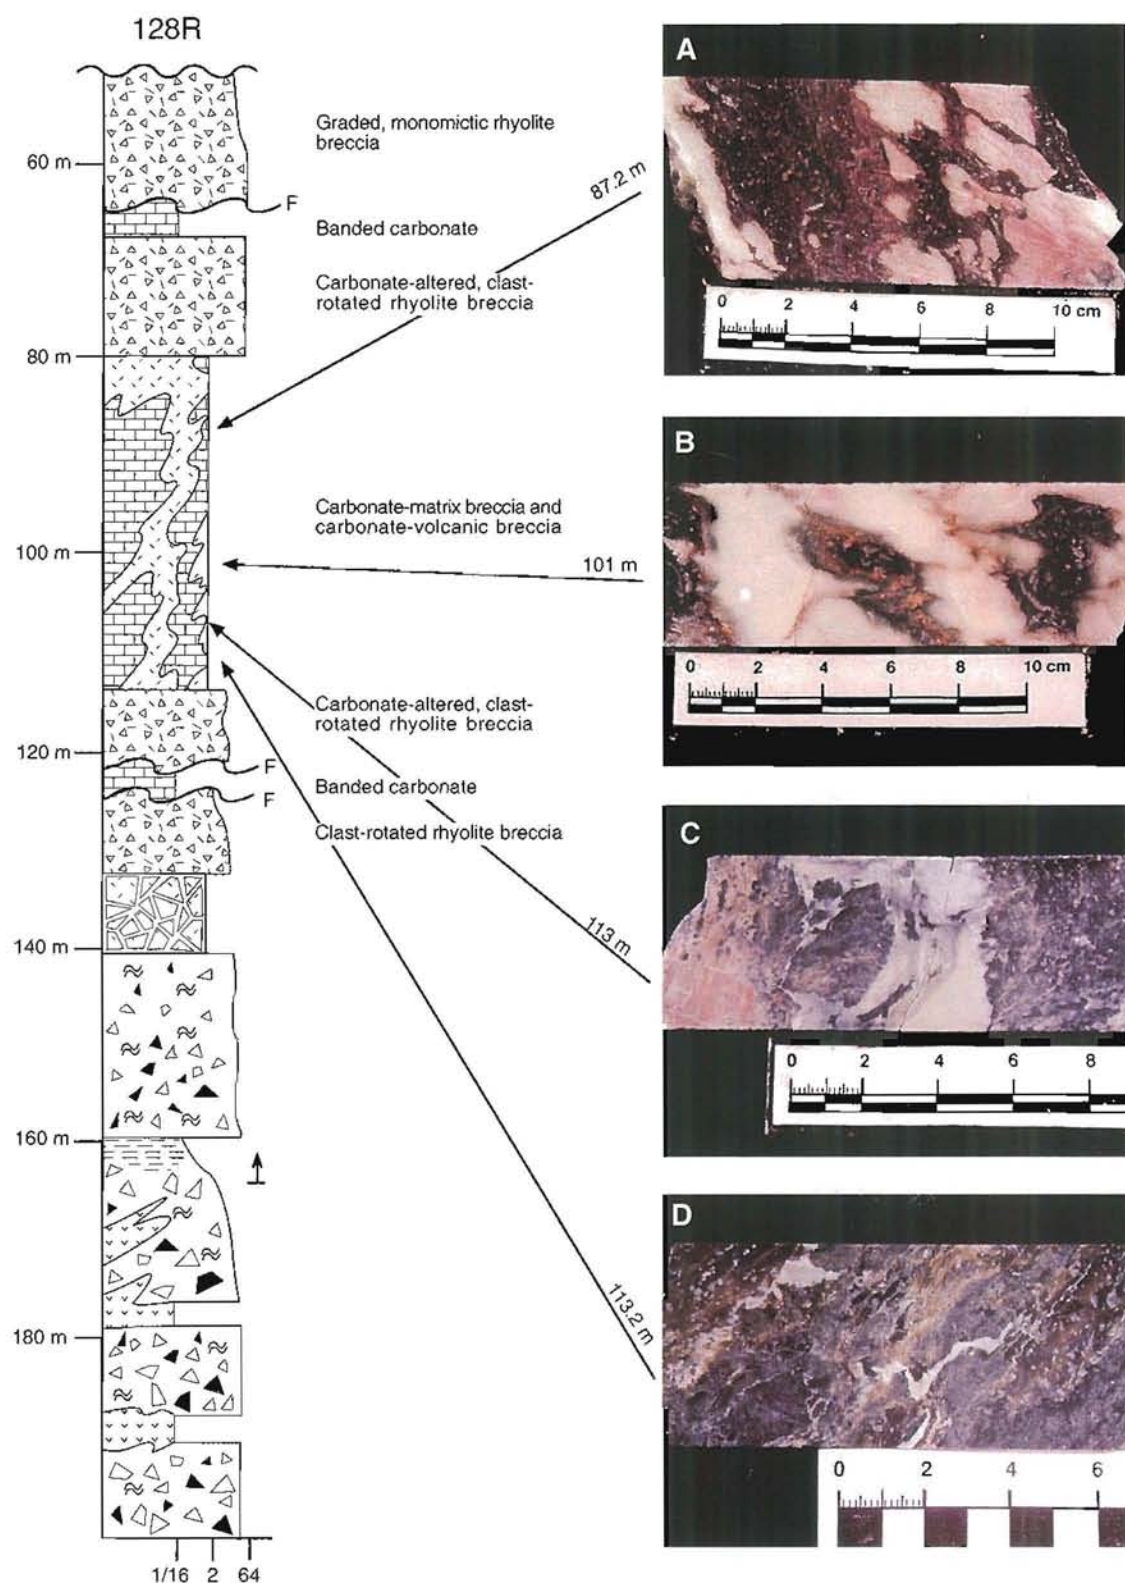 128R
60 m
80 m
100 m
120 m
140 m
160 m
180 m
1/16 2 64
F
F
F
Graded, monomictic rhyolite
breccia
Banded carbonate
Carbonate-altered, clast-
rotated rhyolite breccia
Carbonate-matrix breccia and
carbonate-volcanic breccia
Carbonate-altered, clast-
rotated rhyolite breccia
Banded carbonate
Clast-rotated rhyolite breccia
87.2 m
101 m
113 m
113.2 m
A
0 2 4 6 8 10 cm
B
0 2 4 6 8 10 cm
C
0 2 4 6 8
D
0 2 4 6